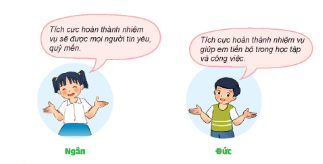 Tích cực hoàn thành nhiệm
vụ sẽ được mọi người tin yêu,
quý mến.
Tích cực hoàn thành nhiệm vụ
giúp em tiến bộ trong học tập
và công việc.
Ngân
Đức